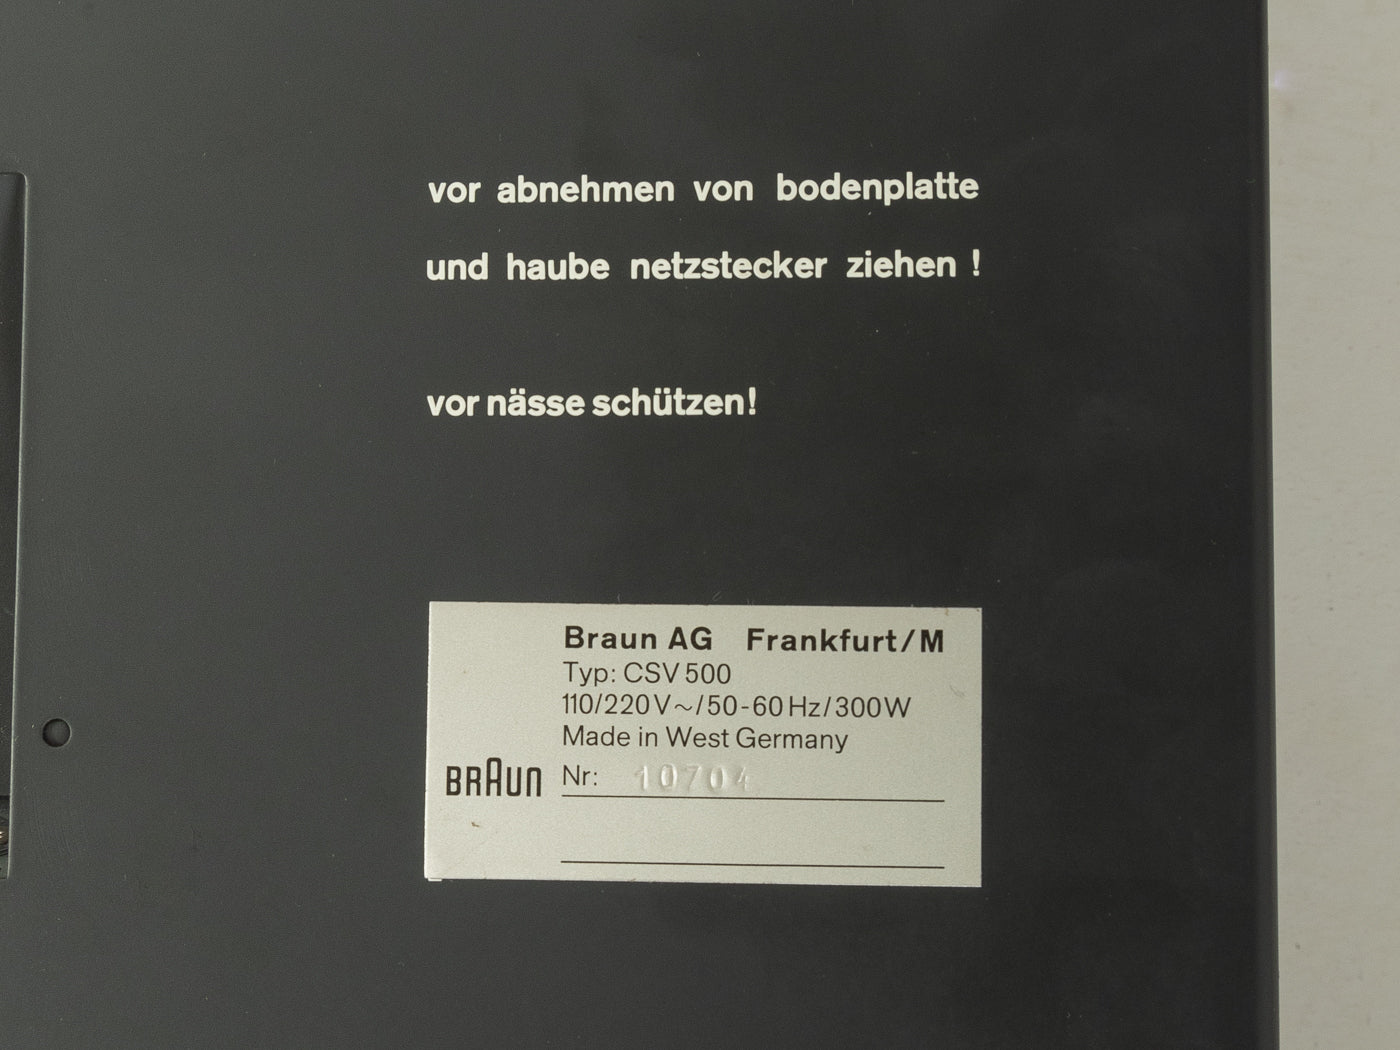 vor abnehmen von bodenplatte
und haube netzstecker ziehen !
vor nässe schützen!
Braun AG Frankfurt/M
Typ: CSV 500
110/220 V~/50-60 Hz/300W
Made in West Germany
BRAUN Nr: 10704